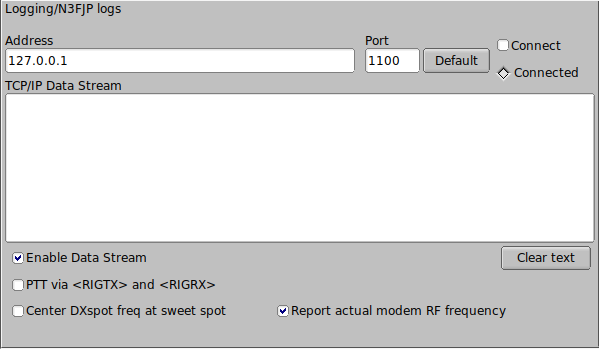 Logging/N3FJP logs
Address
Port
Connect
127.0.0.1
1100
Default
Connected
TCP/IP Data Stream
Enable Data Stream
Clear text
PTT via <RIGTX> and <RIGRX>
Center DXspot freq at sweet spot
Report actual modem RF frequency